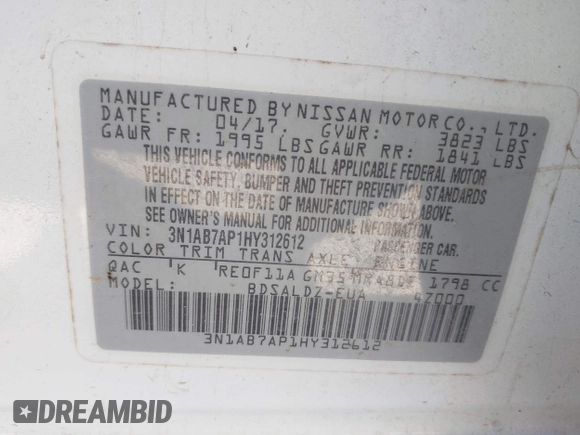 MANUFACTURED BY NISSAN MOTOR CO., LTD.
DATE: 04/17. GVWR: 3823 LBS
GAWR FR: 1995 LBS GAWR RR: 1841 LBS
THIS VEHICLE CONFORMS TO ALL APPLICABLE FEDERAL MOTOR
VEHICLE SAFETY, BUMPER AND THEFT PREVENTION STANDARDS
IN EFFECT ON THE DATE OF MANUFACTURE SHOWN ABOVE.
SEE OWNER'S MANUAL FOR ADDITIONAL INFORMATION.
VIN: 3N1AB7AP1HY312612 PASSENGER CAR.
COLOR TRIM TRANS AXLE ENGINE
QAC K RE0F11A GM35 1798 CC
MODEL: BDSALDZ-EUA 47000
3N1AB7AP1HY312612
DREAMBID